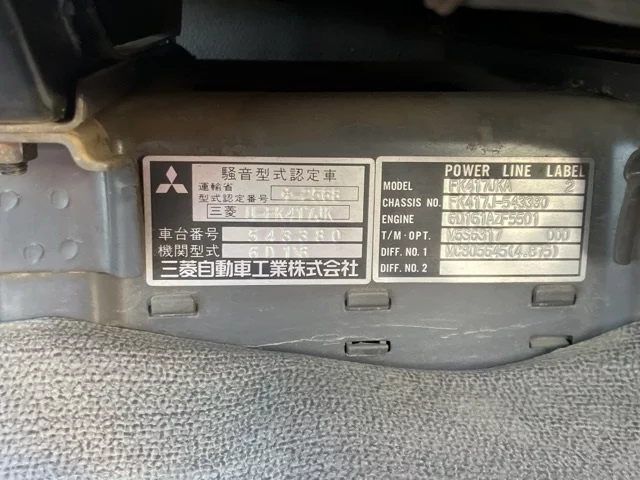 騒音型式認定車
運輸省
型式認定番号
三菱 FK417JK
車台番号 543380
機関型式 6D16
三菱自動車工業株式会社
POWER LINE LABEL
MODEL FK417JKA 2
CHASSIS NO. FK417J-543380
ENGINE 6D161AZF5501
T/M·OPT. 000
DIFF. NO. 1
DIFF. NO. 2